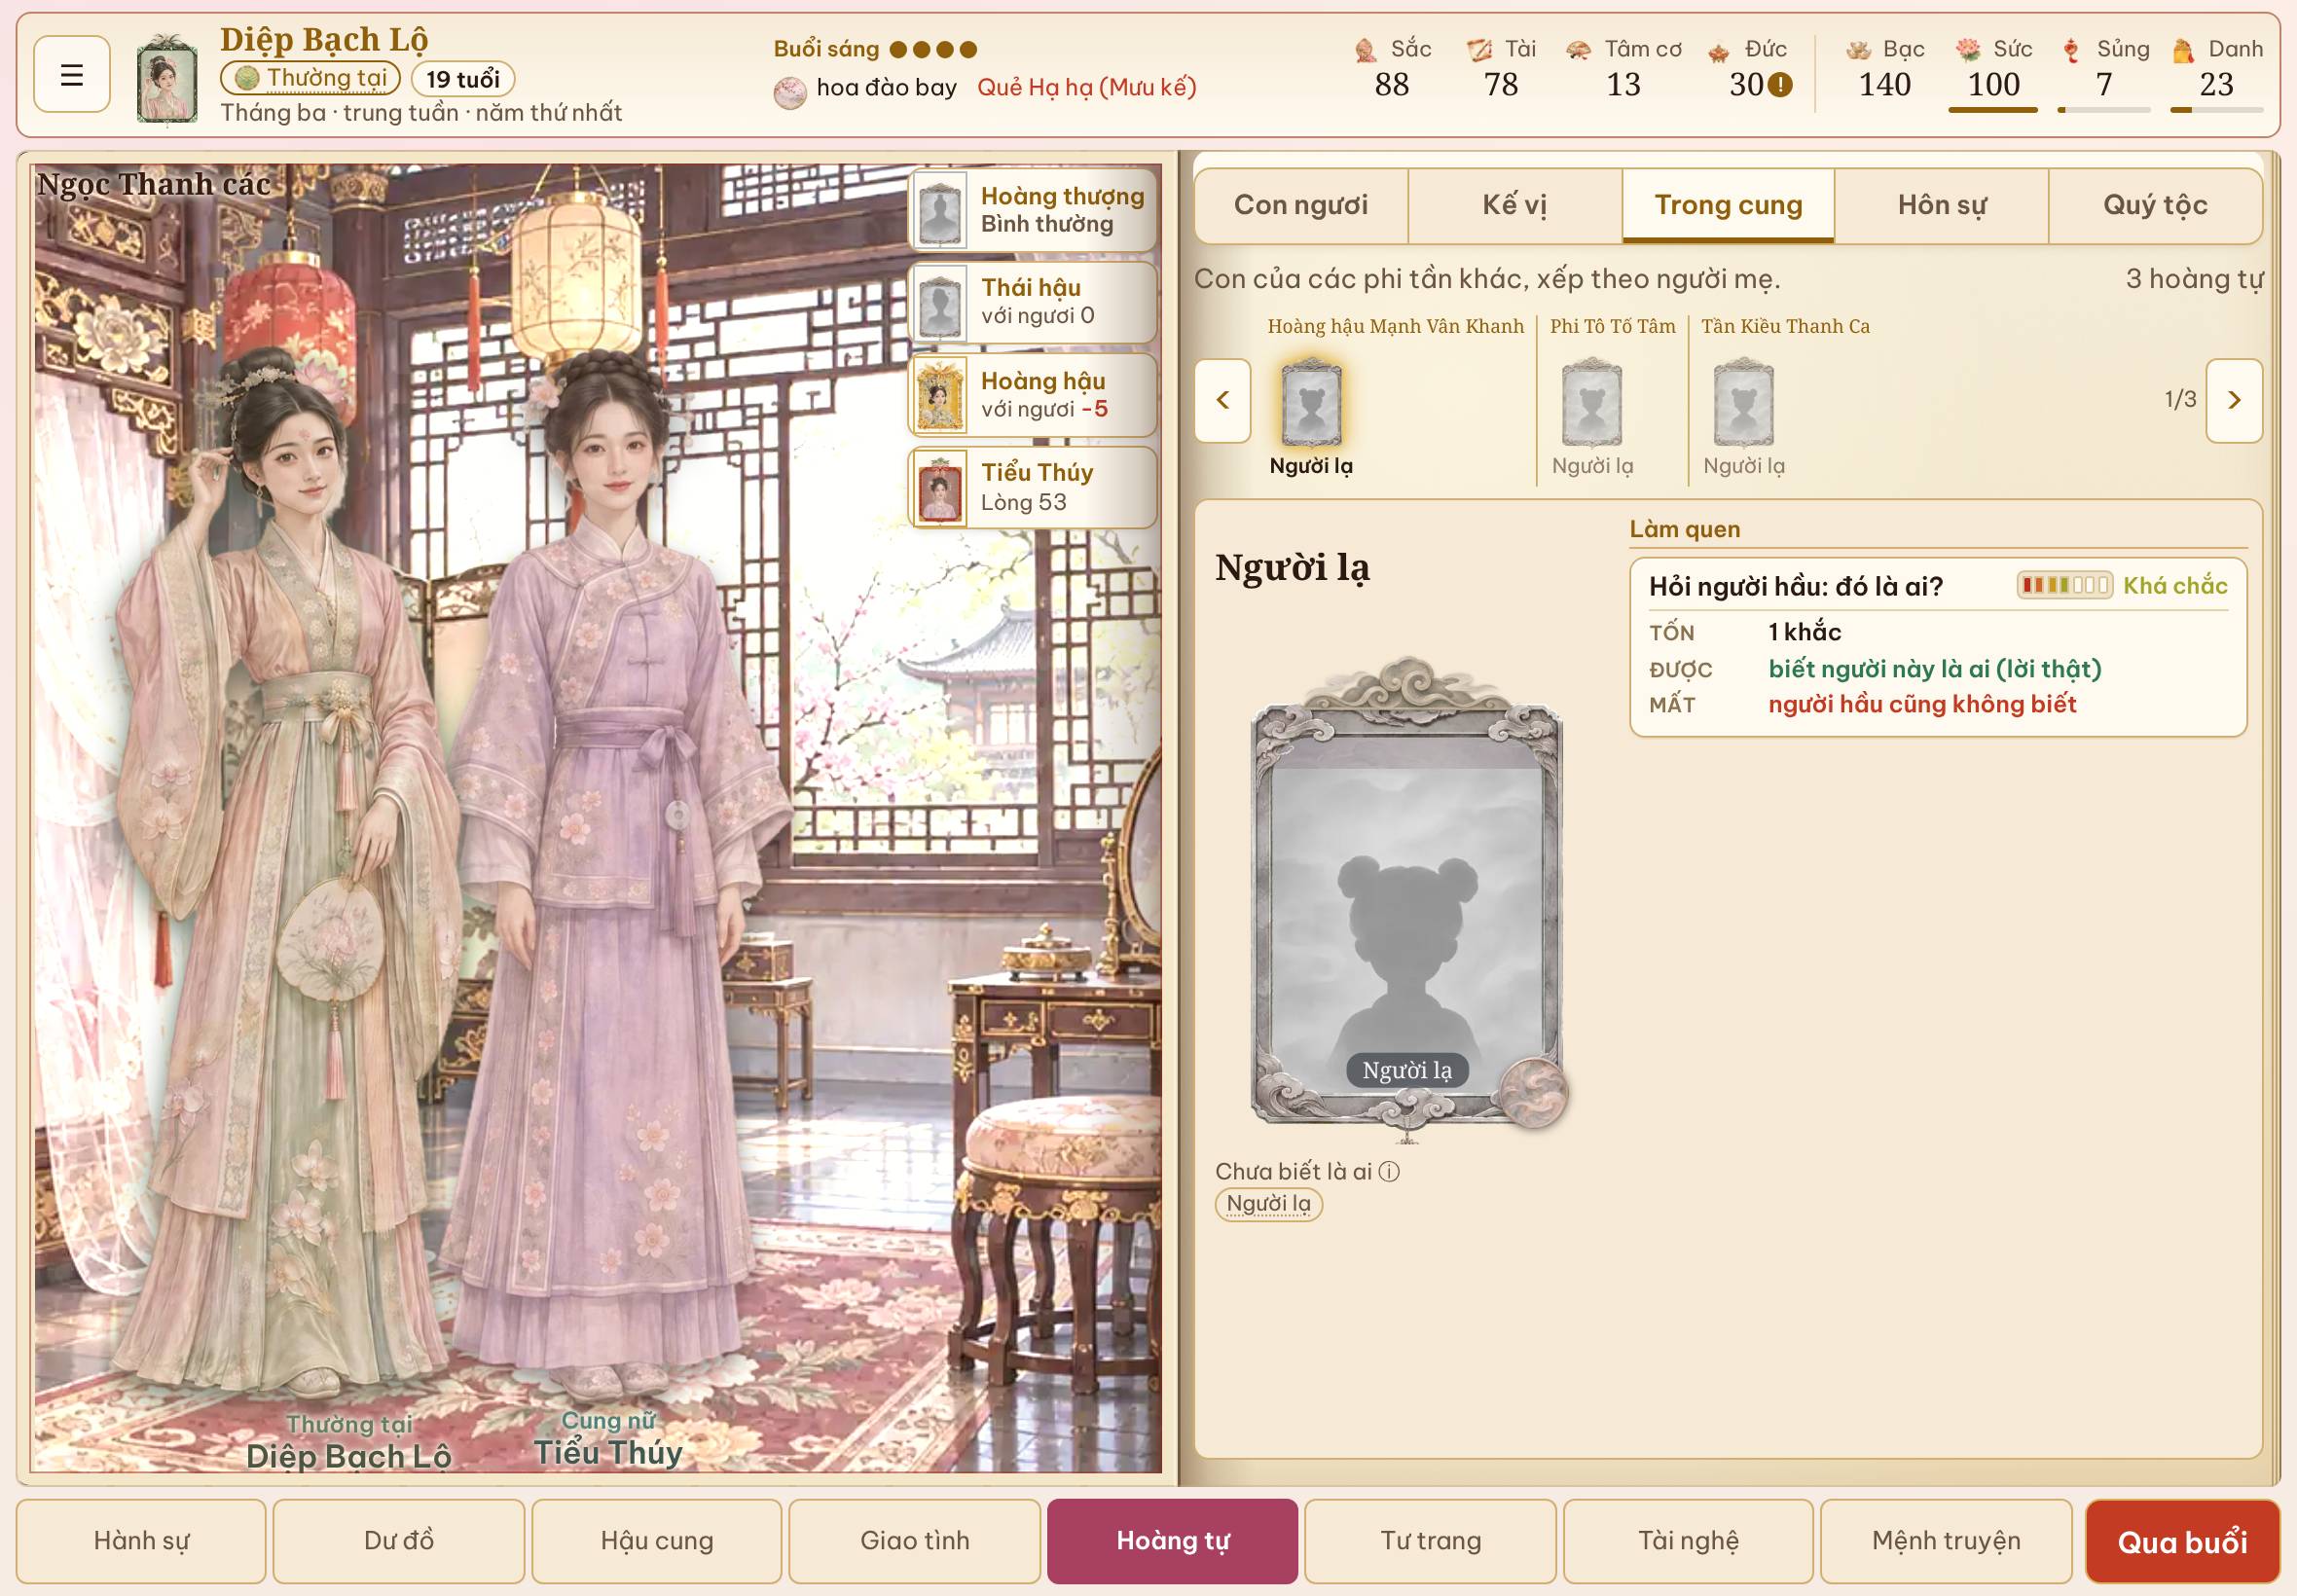 Diệp Bạch Lộ
Thường tại
19 tuổi
Tháng ba · trung tuần · năm thứ nhất
Buổi sáng
hoa đào bay
Quẻ Hạ hạ (Mưu kế)
Sắc
88
Tài
78
Tâm cơ
13
Đức
30
Bạc
140
Sức
100
Sủng
7
Danh
23
Ngọc Thanh các
Hoàng thượng
Bình thường
Thái hậu
với ngươi 0
Hoàng hậu
với ngươi -5
Tiểu Thúy
Lòng 53
Thường tại
Diệp Bạch Lộ
Cung nữ
Tiểu Thúy
Con ngươi
Kế vị
Trong cung
Hôn sự
Quý tộc
Con của các phi tần khác, xếp theo người mẹ.
3 hoàng tự
Hoàng hậu Mạnh Vân Khanh
Phi Tô Tố Tâm
Tần Kiều Thanh Ca
Người lạ
Người lạ
Người lạ
1/3
Người lạ
Người lạ
Chưa biết là ai ⓘ
Người lạ
Làm quen
Hỏi người hầu: đó là ai?
Khá chắc
TỐN 1 khắc
ĐƯỢC biết người này là ai (lời thật)
MẤT người hầu cũng không biết
Hành sự
Dư đồ
Hậu cung
Giao tình
Hoàng tự
Tư trang
Tài nghệ
Mệnh truyện
Qua buổi